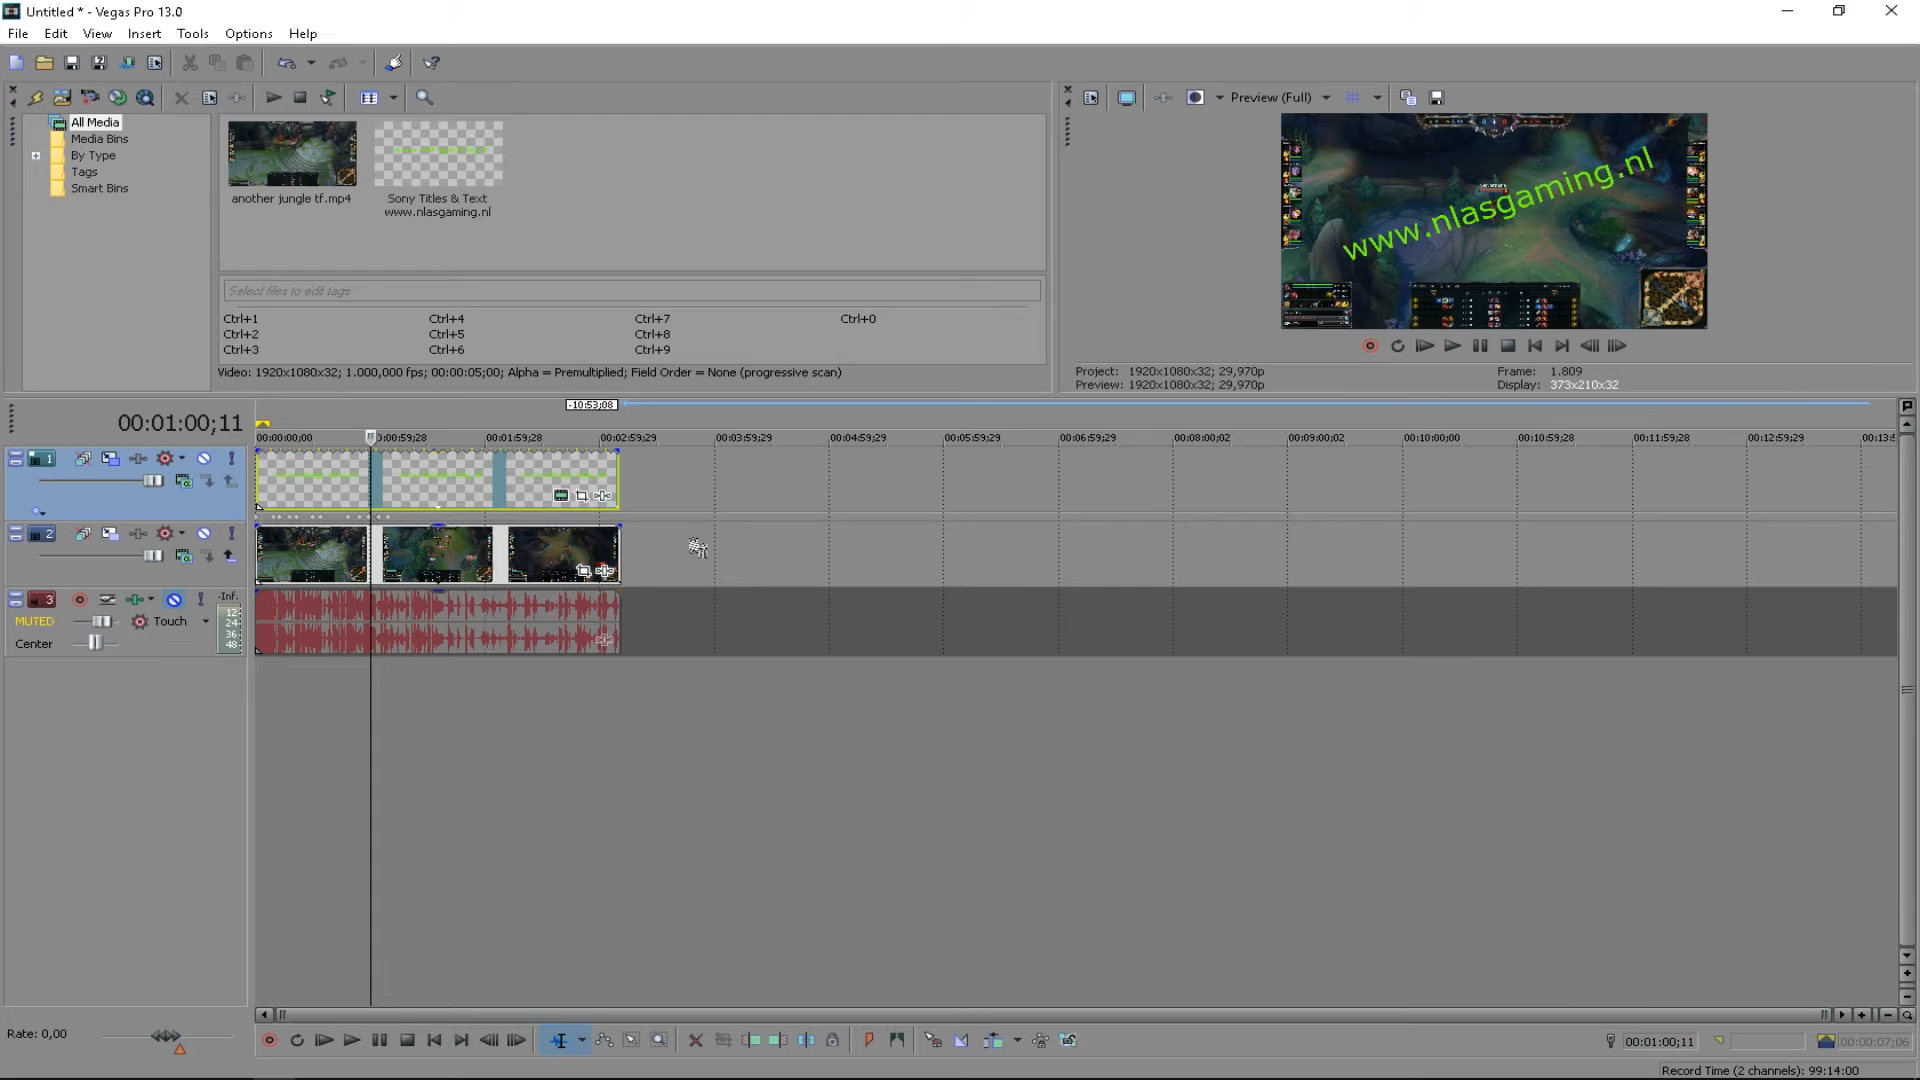 Untitled * - Vegas Pro 13.0
File Edit View Insert Tools Options Help
All Media
Media Bins
By Type
Tags
Smart Bins
another jungle tf.mp4
Sony Titles & Text
www.nlasgaming.nl
Select files to edit tags
Ctrl+1 Ctrl+4 Ctrl+7 Ctrl+0
Ctrl+2 Ctrl+5 Ctrl+8
Ctrl+3 Ctrl+6 Ctrl+9
Video: 1920x1080x32; 1.000,000 fps; 00:00:05;00; Alpha = Premultiplied; Field Order = None (progressive scan)
Preview (Full)
www.nlasgaming.nl
Project: 1920x1080x32; 29,970p Frame: 1.809
Preview: 1920x1080x32; 29,970p Display: 373x210x32
00:01:00;11
-10:53;08
00:00:00;00 0:00:59;28 00:01:59;28 00:02:59;29 00:03:59;29 00:04:59;29 00:05:59;29 00:06:59;29 00:08:00;02 00:09:00;02 00:10:00;00 00:10:59;28 00:11:59;28 00:12:59;29 00:13:5
1
2
3
-Inf.
12
24
36
48
MUTED
Touch
Center
Rate: 0,00
00:01:00;11
00:00:07;06
Record Time (2 channels): 99:14:00